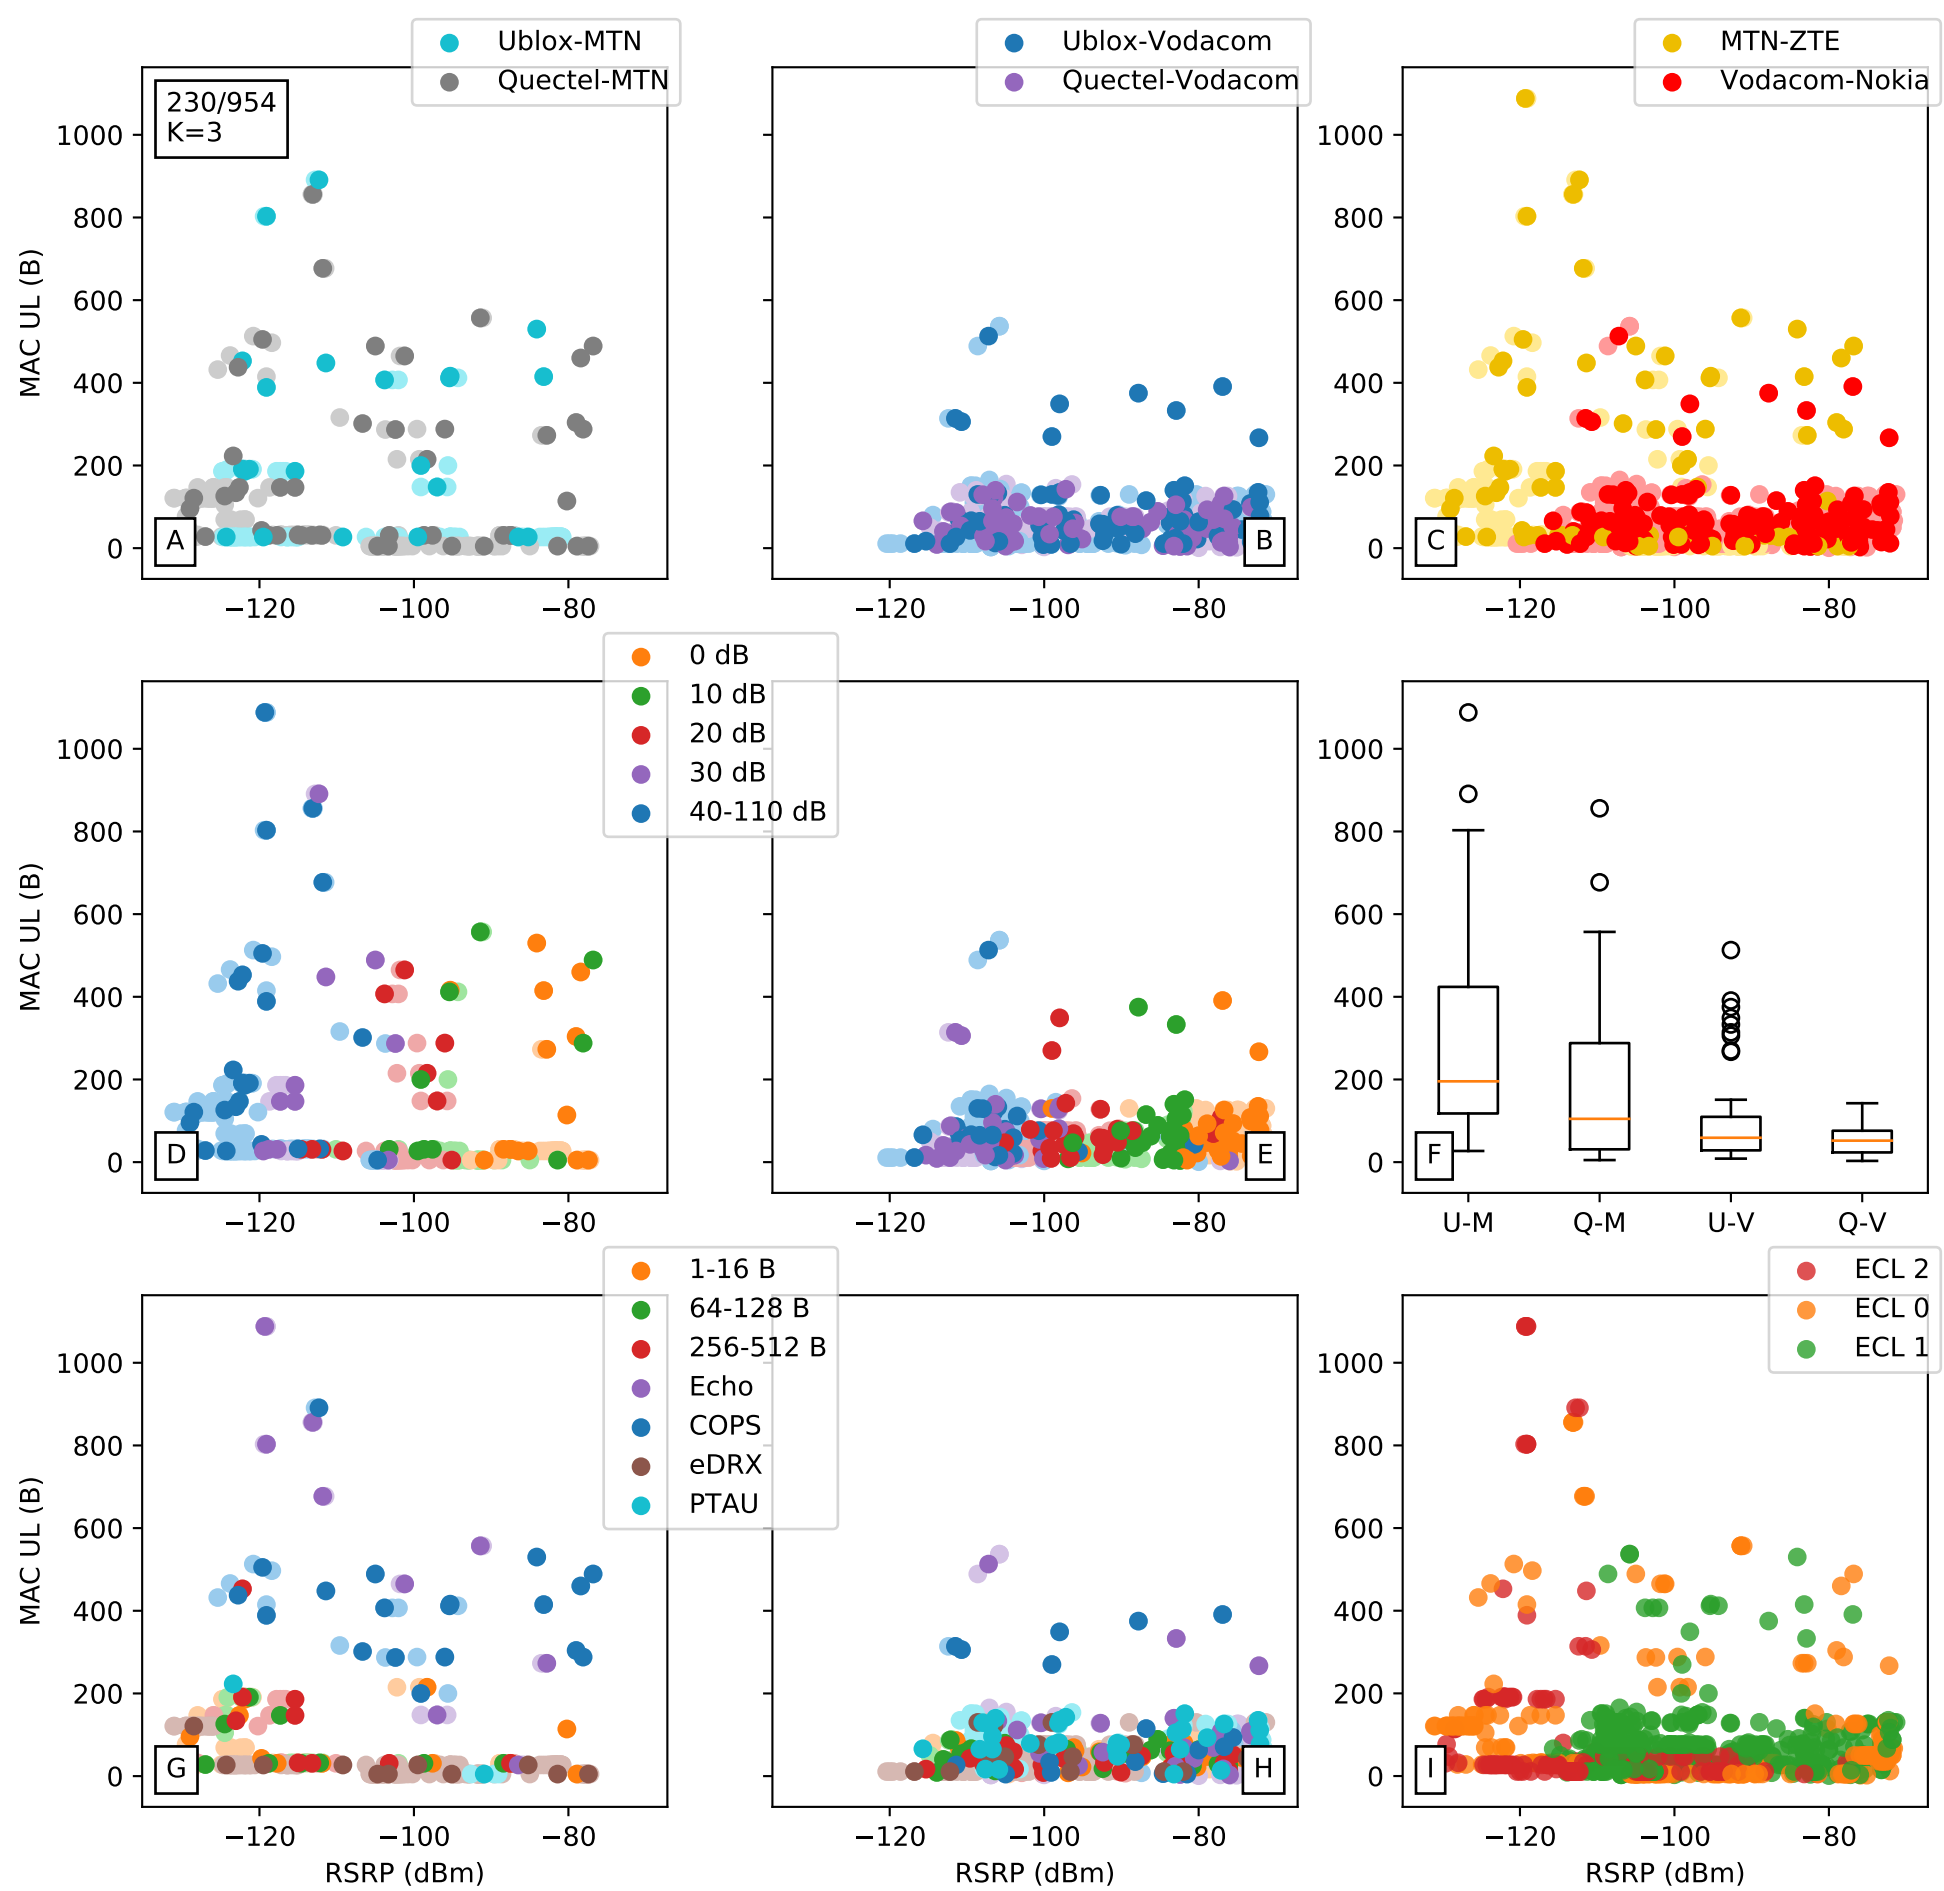 Ublox-MTN
Quectel-MTN
Ublox-Vodacom
Quectel-Vodacom
MTN-ZTE
Vodacom-Nokia
230/954
K=3
MAC UL (B)
1000
800
600
400
200
0
A
−120
−100
−80
B
−120
−100
−80
1000
800
600
400
200
0
C
−120
−100
−80
0 dB
10 dB
20 dB
30 dB
40-110 dB
MAC UL (B)
1000
800
600
400
200
0
D
−120
−100
−80
E
−120
−100
−80
1000
800
600
400
200
0
F
U-M
Q-M
U-V
Q-V
1-16 B
64-128 B
256-512 B
Echo
COPS
eDRX
PTAU
ECL 2
ECL 0
ECL 1
MAC UL (B)
1000
800
600
400
200
0
G
−120
−100
−80
RSRP (dBm)
H
−120
−100
−80
RSRP (dBm)
1000
800
600
400
200
0
I
−120
−100
−80
RSRP (dBm)